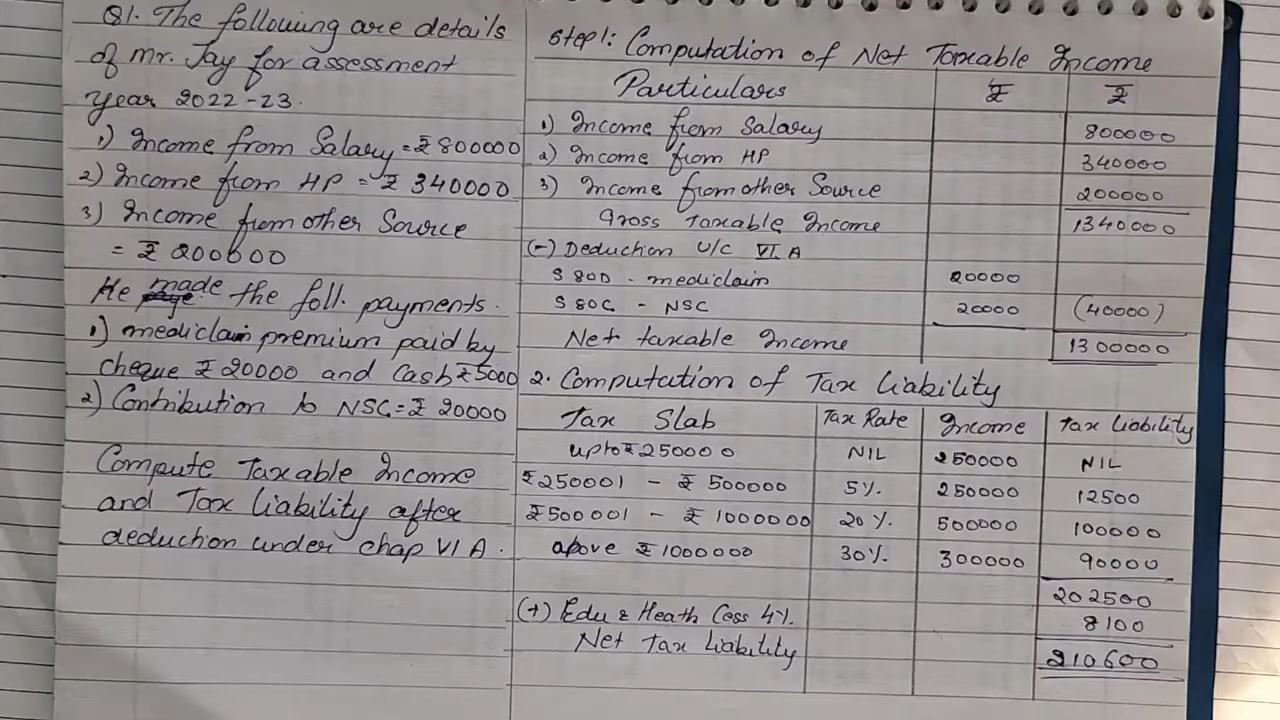 Q1. The following are details
of mr. Jay for assessment
year 2022-23.
1) Income from Salary = ₹ 800000
2) Income from HP = ₹ 340000
3) Income from other Source
= ₹ 200000
He made the foll. payments.
1) mediclaim premium paid by
cheque ₹ 20000 and Cash ₹ 5000
2) Contribution to NSC = ₹ 20000
Compute Taxable Income
and Tax Liability after
deduction under chap VI A.
Step 1: Computation of Net Taxable Income
Particulars ₹ ₹
1) Income from Salary 800000
2) Income from HP 340000
3) Income from other Source 200000
Gross Taxable Income 1340000
(-) Deduction U/C VI.A
S 80D - mediclaim 20000
S 80C - NSC 20000 (40000)
Net taxable Income 1300000
2. Computation of Tax liability
Tax Slab Tax Rate Income Tax liability
upto ₹ 250000 NIL 250000 NIL
₹ 250001 - ₹ 500000 5% 250000 12500
₹ 500001 - ₹ 1000000 20% 500000 100000
above ₹ 1000000 30% 300000 90000
202500
(+) Edu & Heath Cess 4%. 8100
Net Tax liability 210600